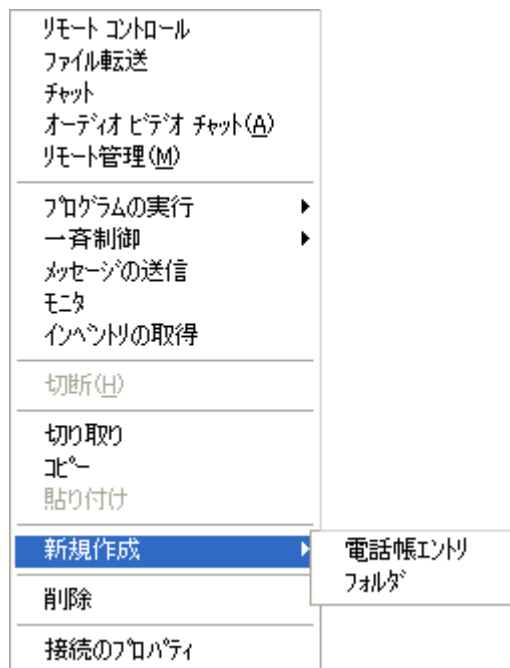 リモート コントロール
ファイル転送
チャット
オーディオ ビデオ チャット(A)
リモート管理(M)
プログラムの実行
一斉制御
メッセージの送信
モニタ
インベントリの取得
切断(H)
切り取り
コピー
貼り付け
新規作成
電話帳エントリ
フォルダ
削除
接続のプロパティ